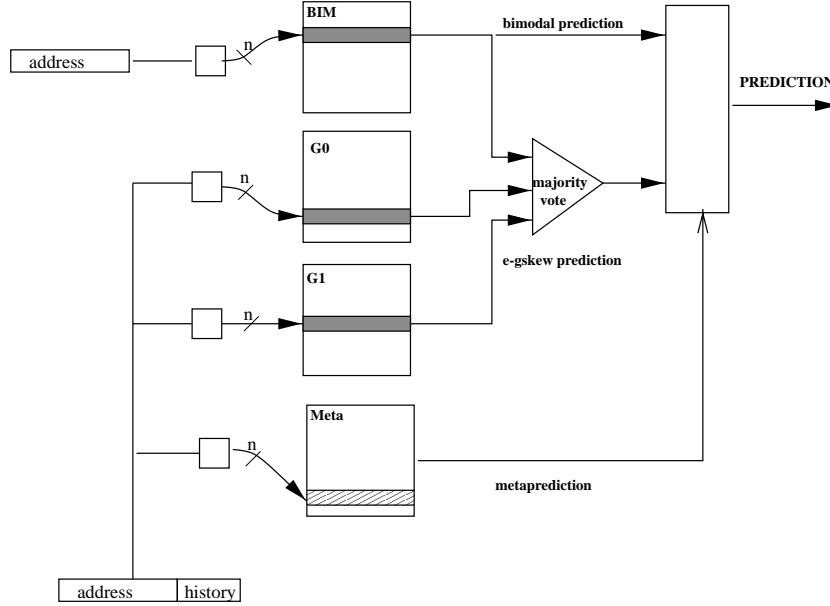 BIM
n
bimodal prediction
address
PREDICTION
G0
n
majority
vote
e-gskew prediction
G1
n
Meta
n
metaprediction
address
history